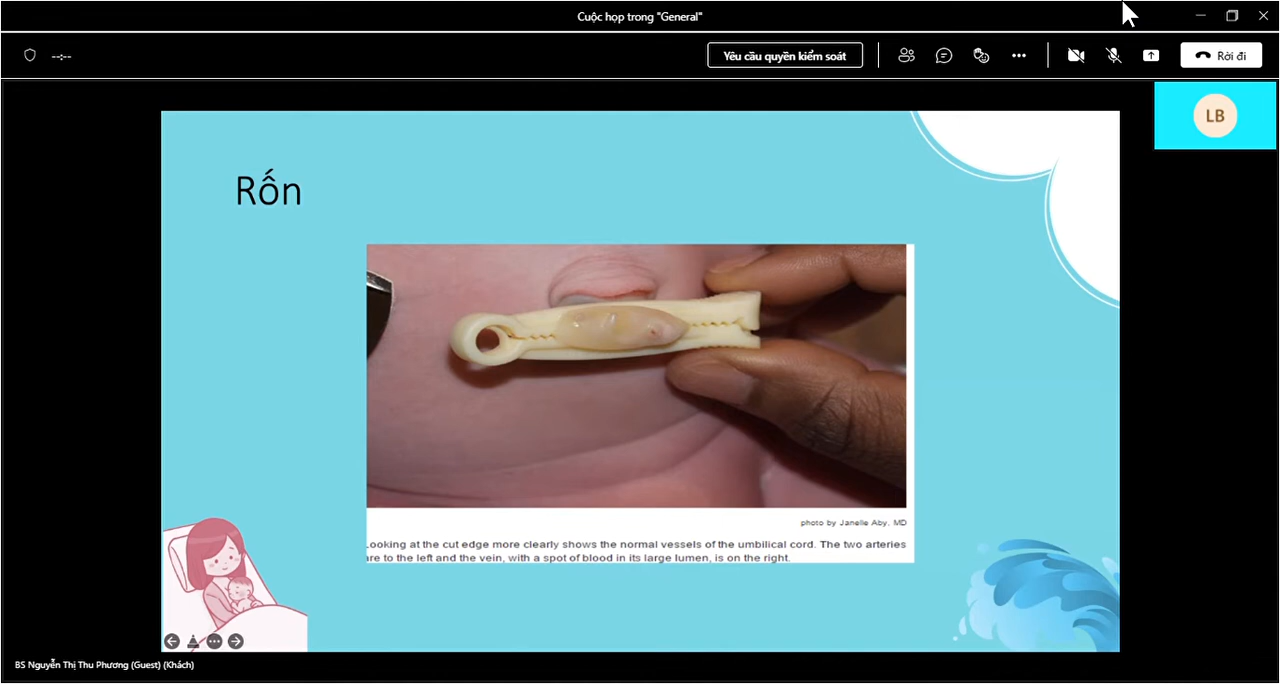 Cuộc họp trong "General"
--:--
Yêu cầu quyền kiểm soát
Rời đi
LB
Rốn
photo by Janelle Aby, MD
Looking at the cut edge more clearly shows the normal vessels of the umbilical cord. The two arteries
are to the left and the vein, with a spot of blood in its large lumen, is on the right.
BS Nguyễn Thị Thu Phương (Guest) (Khách)